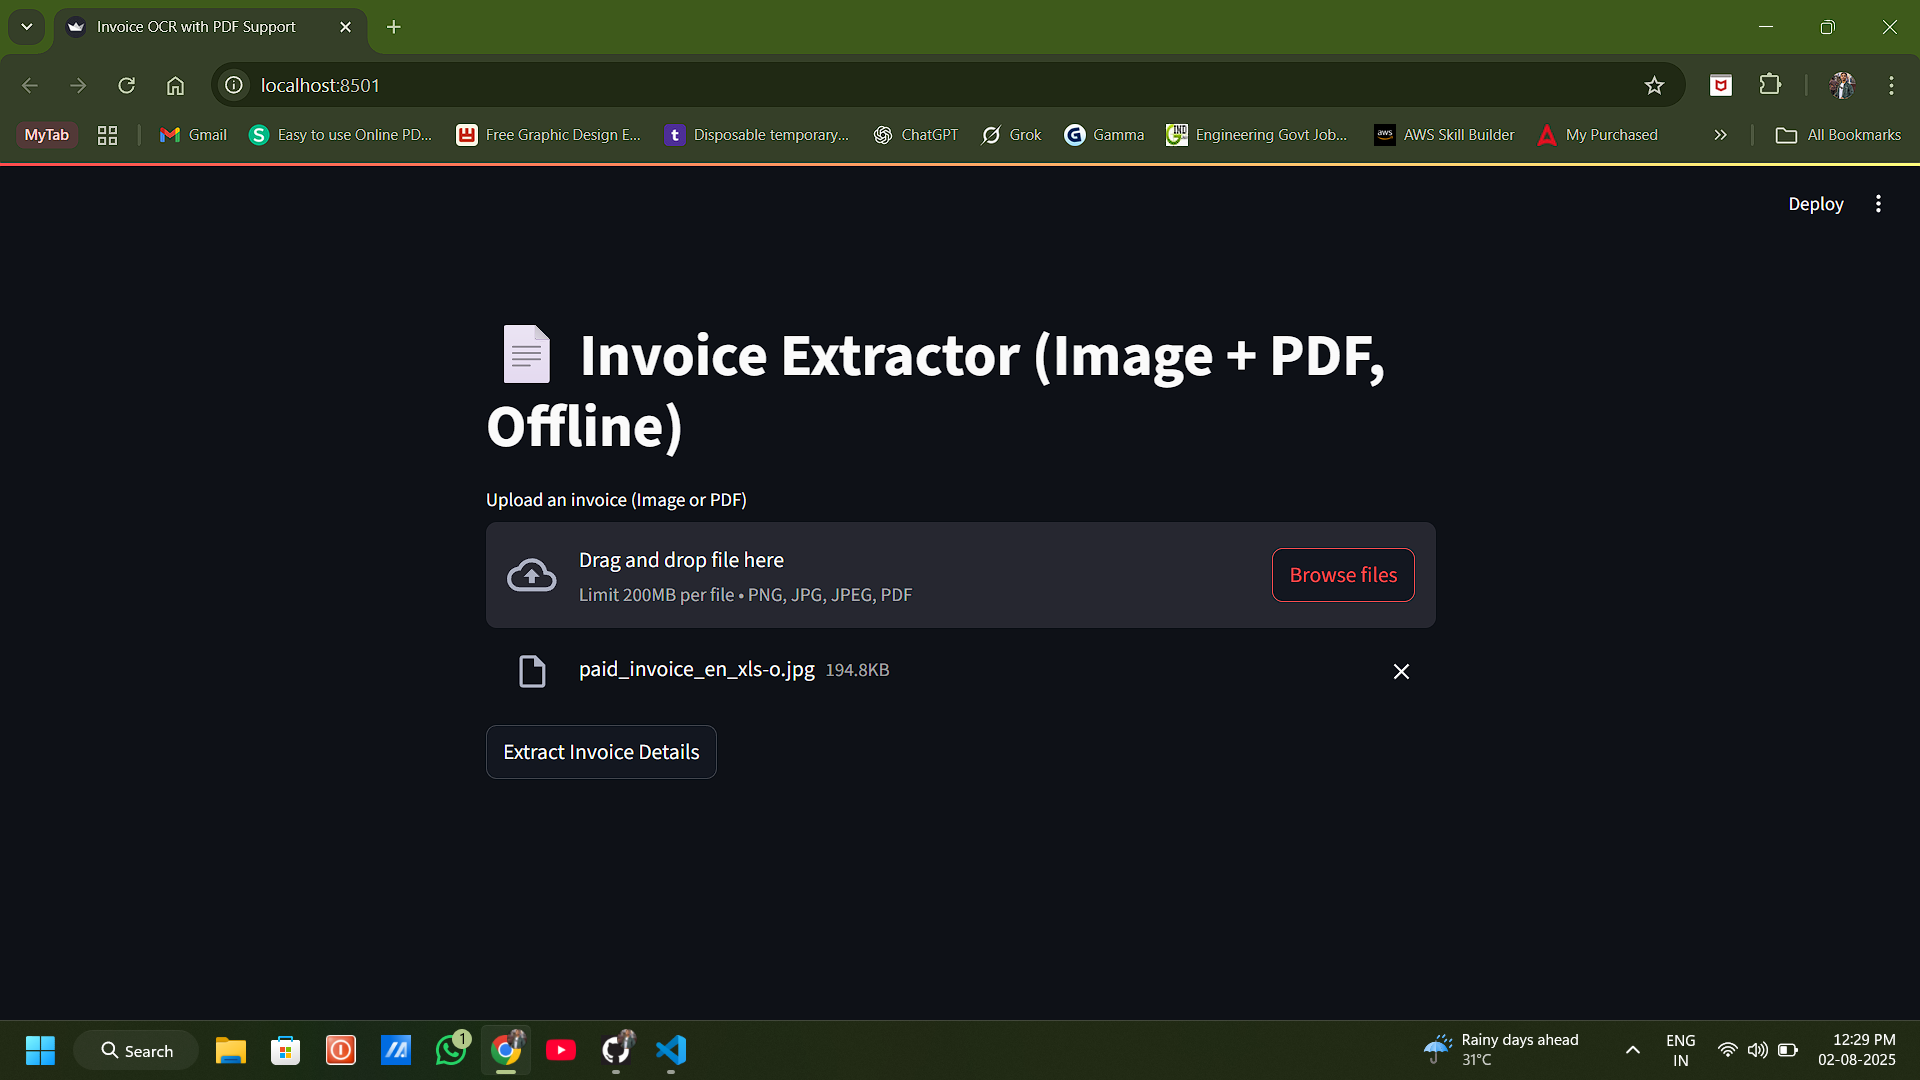 Invoice OCR with PDF Support
localhost:8501
MyTab
Gmail
S
Easy to use Online PD...
Free Graphic Design E...
t
Disposable temporary...
ChatGPT
Grok
G
Gamma
IND
Engineering Govt Job...
aws
AWS Skill Builder
My Purchased
All Bookmarks
Deploy
Invoice Extractor (Image + PDF,
Offline)
Upload an invoice (Image or PDF)
Drag and drop file here
Limit 200MB per file • PNG, JPG, JPEG, PDF
Browse files
paid_invoice_en_xls-o.jpg 194.8KB
Extract Invoice Details
Search
1
Rainy days ahead
31°C
ENG
IN
12:29 PM
02-08-2025